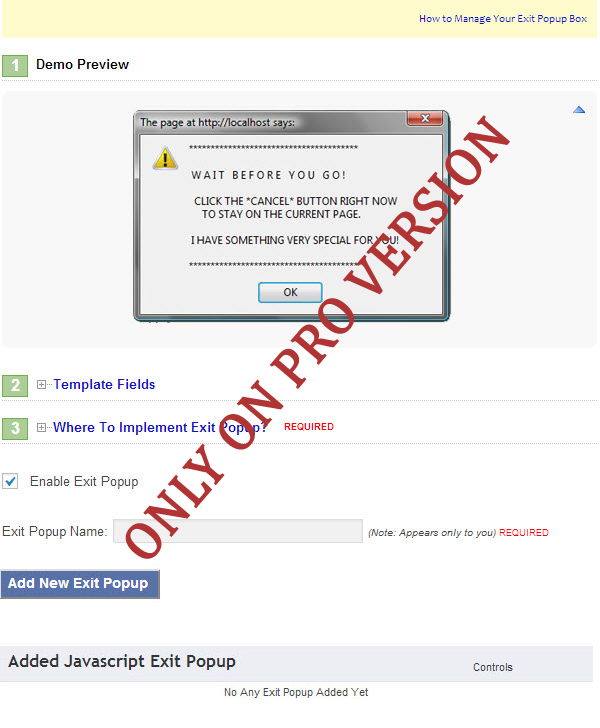 How to Manage Your Exit Popup Box
1 Demo Preview
The page at http://localhost says:
****************************************
W A I T  B E F O R E  Y O U  G O !
CLICK THE *CANCEL* BUTTON RIGHT NOW
TO STAY ON THE CURRENT PAGE.
I HAVE SOMETHING VERY SPECIAL FOR YOU!
****************************************
OK
ONLY ON PRO VERSION
2 Template Fields
3 Where To Implement Exit Popup? REQUIRED
Enable Exit Popup
Exit Popup Name: (Note: Appears only to you) REQUIRED
Add New Exit Popup
Added Javascript Exit Popup Controls
No Any Exit Popup Added Yet